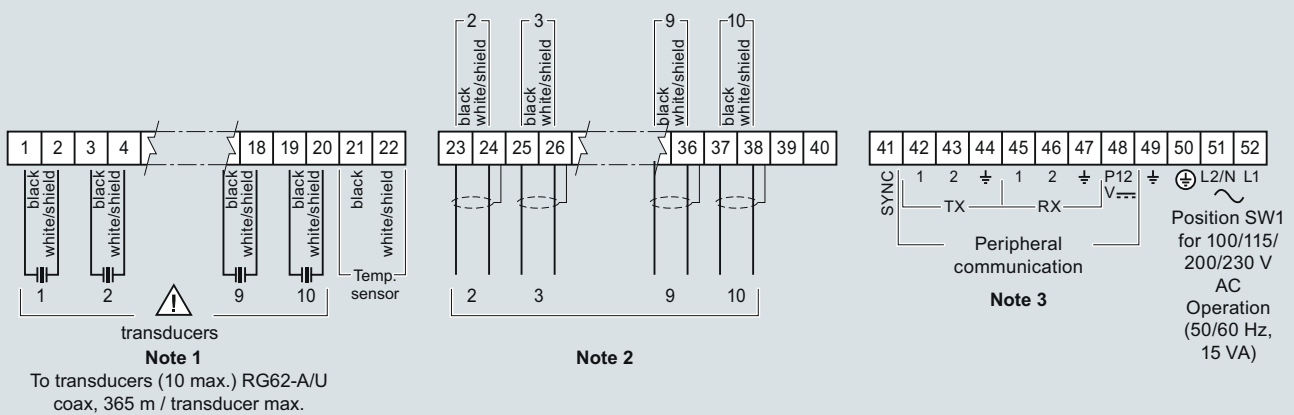 2 3 9 10
black white/shield black white/shield black white/shield black white/shield
1 2 3 4 18 19 20 21 22
23 24 25 26 36 37 38 39 40
41 42 43 44 45 46 47 48 49 50 51 52
black white/shield black white/shield black white/shield black white/shield black white/shield
SYNC 1 2 ⏚ 1 2 ⏚ P12 ⏚ L2/N L1
V
TX RX
Temp.
sensor
1 2 9 10
2 3 9 10
transducers
Note 1
To transducers (10 max.) RG62-A/U
coax, 365 m / transducer max.
Note 2
Peripheral
communication
Note 3
Position SW1
for 100/115/
200/230 V
AC
Operation
(50/60 Hz,
15 VA)